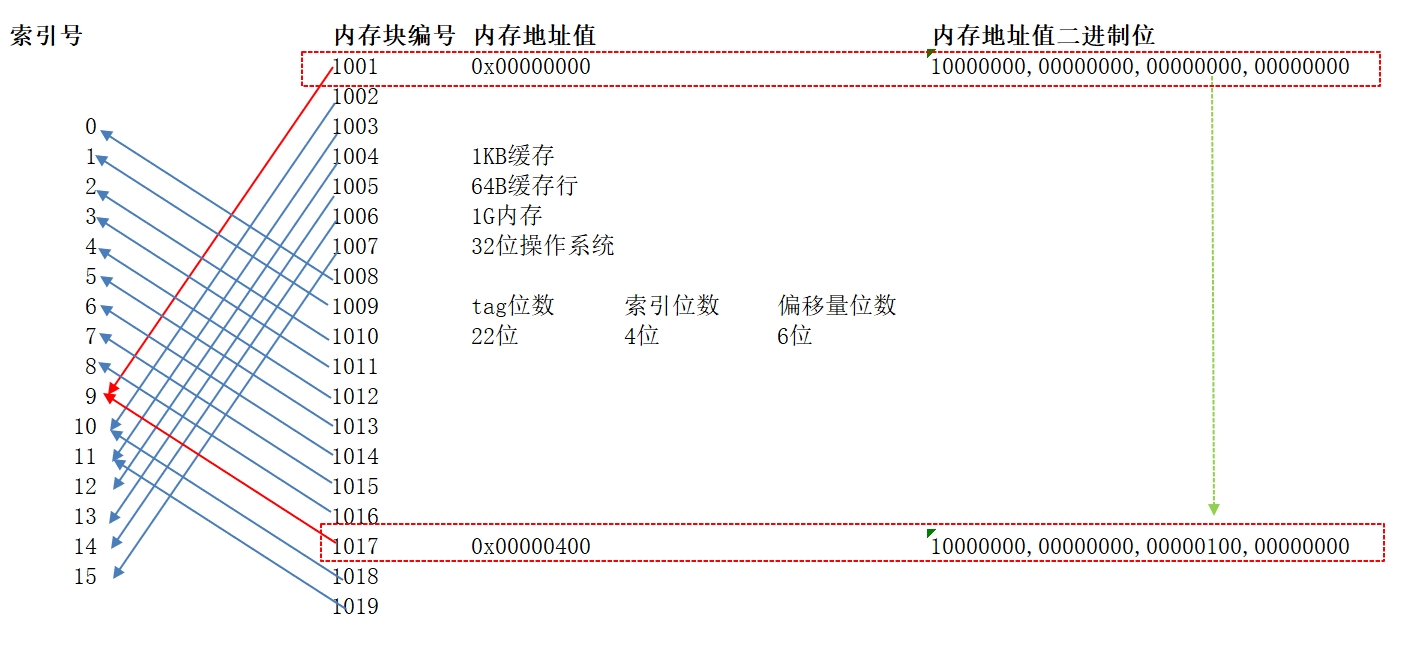 索引号 内存块编号 内存地址值 内存地址值二进制位
1001 0x00000000 10000000,00000000,00000000,00000000
1002
0 1003
1 1004 1KB缓存
2 1005 64B缓存行
3 1006 1G内存
4 1007 32位操作系统
5 1008
6 1009 tag位数 索引位数 偏移量位数
7 1010 22位 4位 6位
8 1011
9 1012
10 1013
11 1014
12 1015
13 1016
14 1017 0x00000400 10000000,00000000,00000100,00000000
15 1018
1019